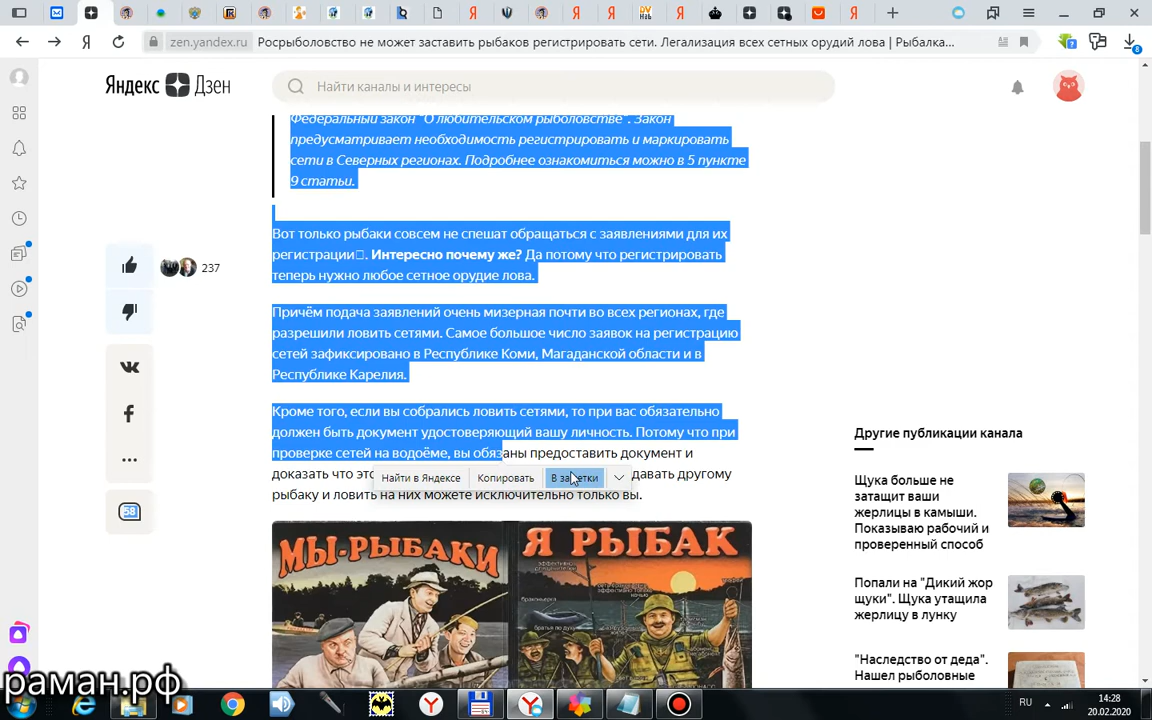 zen.yandex.ru
Росрыболовство не может заставить рыбаков регистрировать сети. Легализация всех сетных орудий лова | Рыбалка...
8
Яндекс Дзен
Найти каналы и интересы
Федеральный закон "О любительском рыболовстве". Закон
предусматривает необходимость регистрировать и маркировать
сети в Северных регионах. Подробнее ознакомиться можно в 5 пункте
9 статьи.
Вот только рыбаки совсем не спешат обращаться с заявлениями для их
регистрации. Интересно почему же? Да потому что регистрировать
теперь нужно любое сетное орудие лова.
237
Причём подача заявлений очень мизерная почти во всех регионах, где
разрешили ловить сетями. Самое большое число заявок на регистрацию
сетей зафиксировано в Республике Коми, Магаданской области и в
Республике Карелия.
Кроме того, если вы собрались ловить сетями, то при вас обязательно
должен быть документ удостоверяющий вашу личность. Потому что при
проверке сетей на водоёме, вы обязаны предоставить документ и
доказать что это
Найти в Яндексе
Копировать
В заметки
давать другому
рыбаку и ловить на них можете исключительно только вы.
58
МЫ-РЫБАКИ
Я РЫБАК
Другие публикации канала
Щука больше не
затащит ваши
жерлицы в камыши.
Показываю рабочий и
проверенный способ
Попали на "Дикий жор
щуки". Щука утащила
жерлицу в лунку
"Наследство от деда".
Нашел рыболовные
раман.рф
RU
14:28
20.02.2020